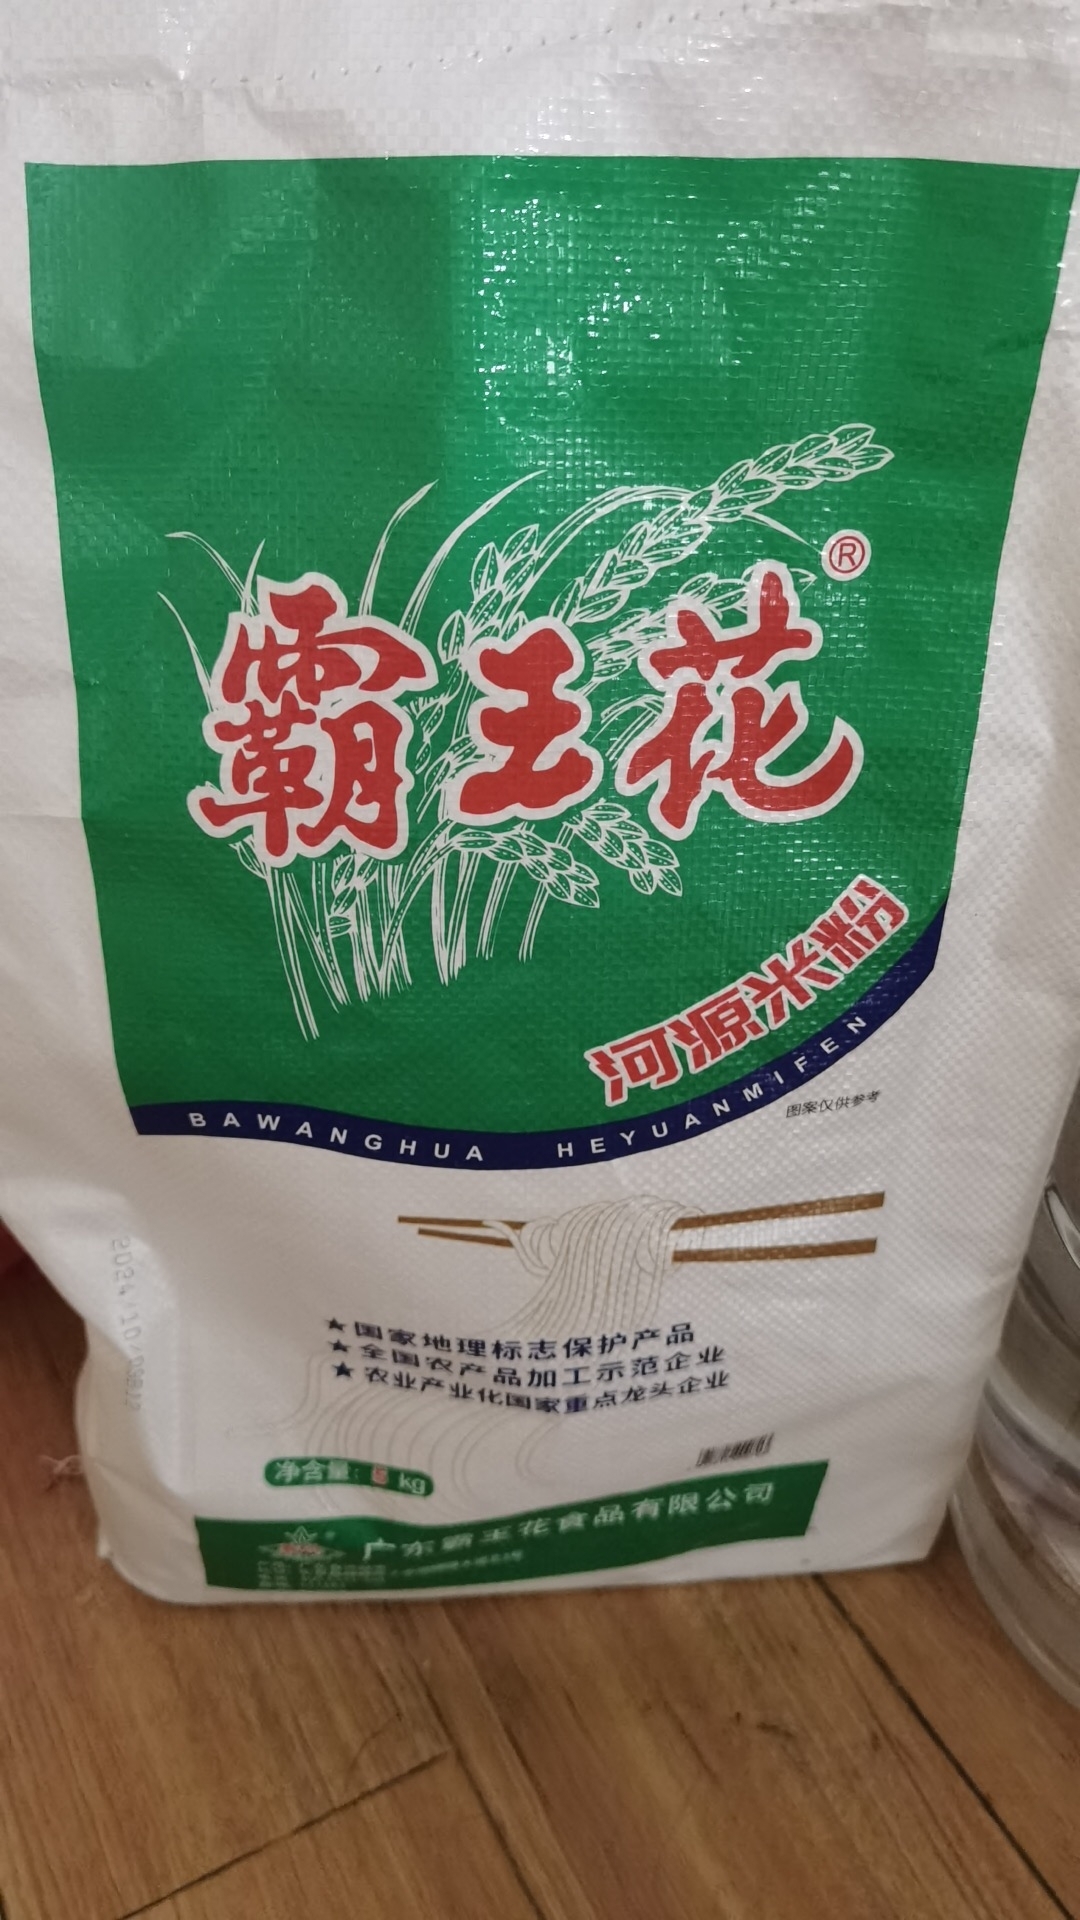 霸王花®
河源米粉
BAWANGHUA HEYUANMIFEN
图案仅供参考
★国家地理标志保护产品
★全国农产品加工示范企业
★农业产业化国家重点龙头企业
净含量: kg
广东霸王花食品有限公司